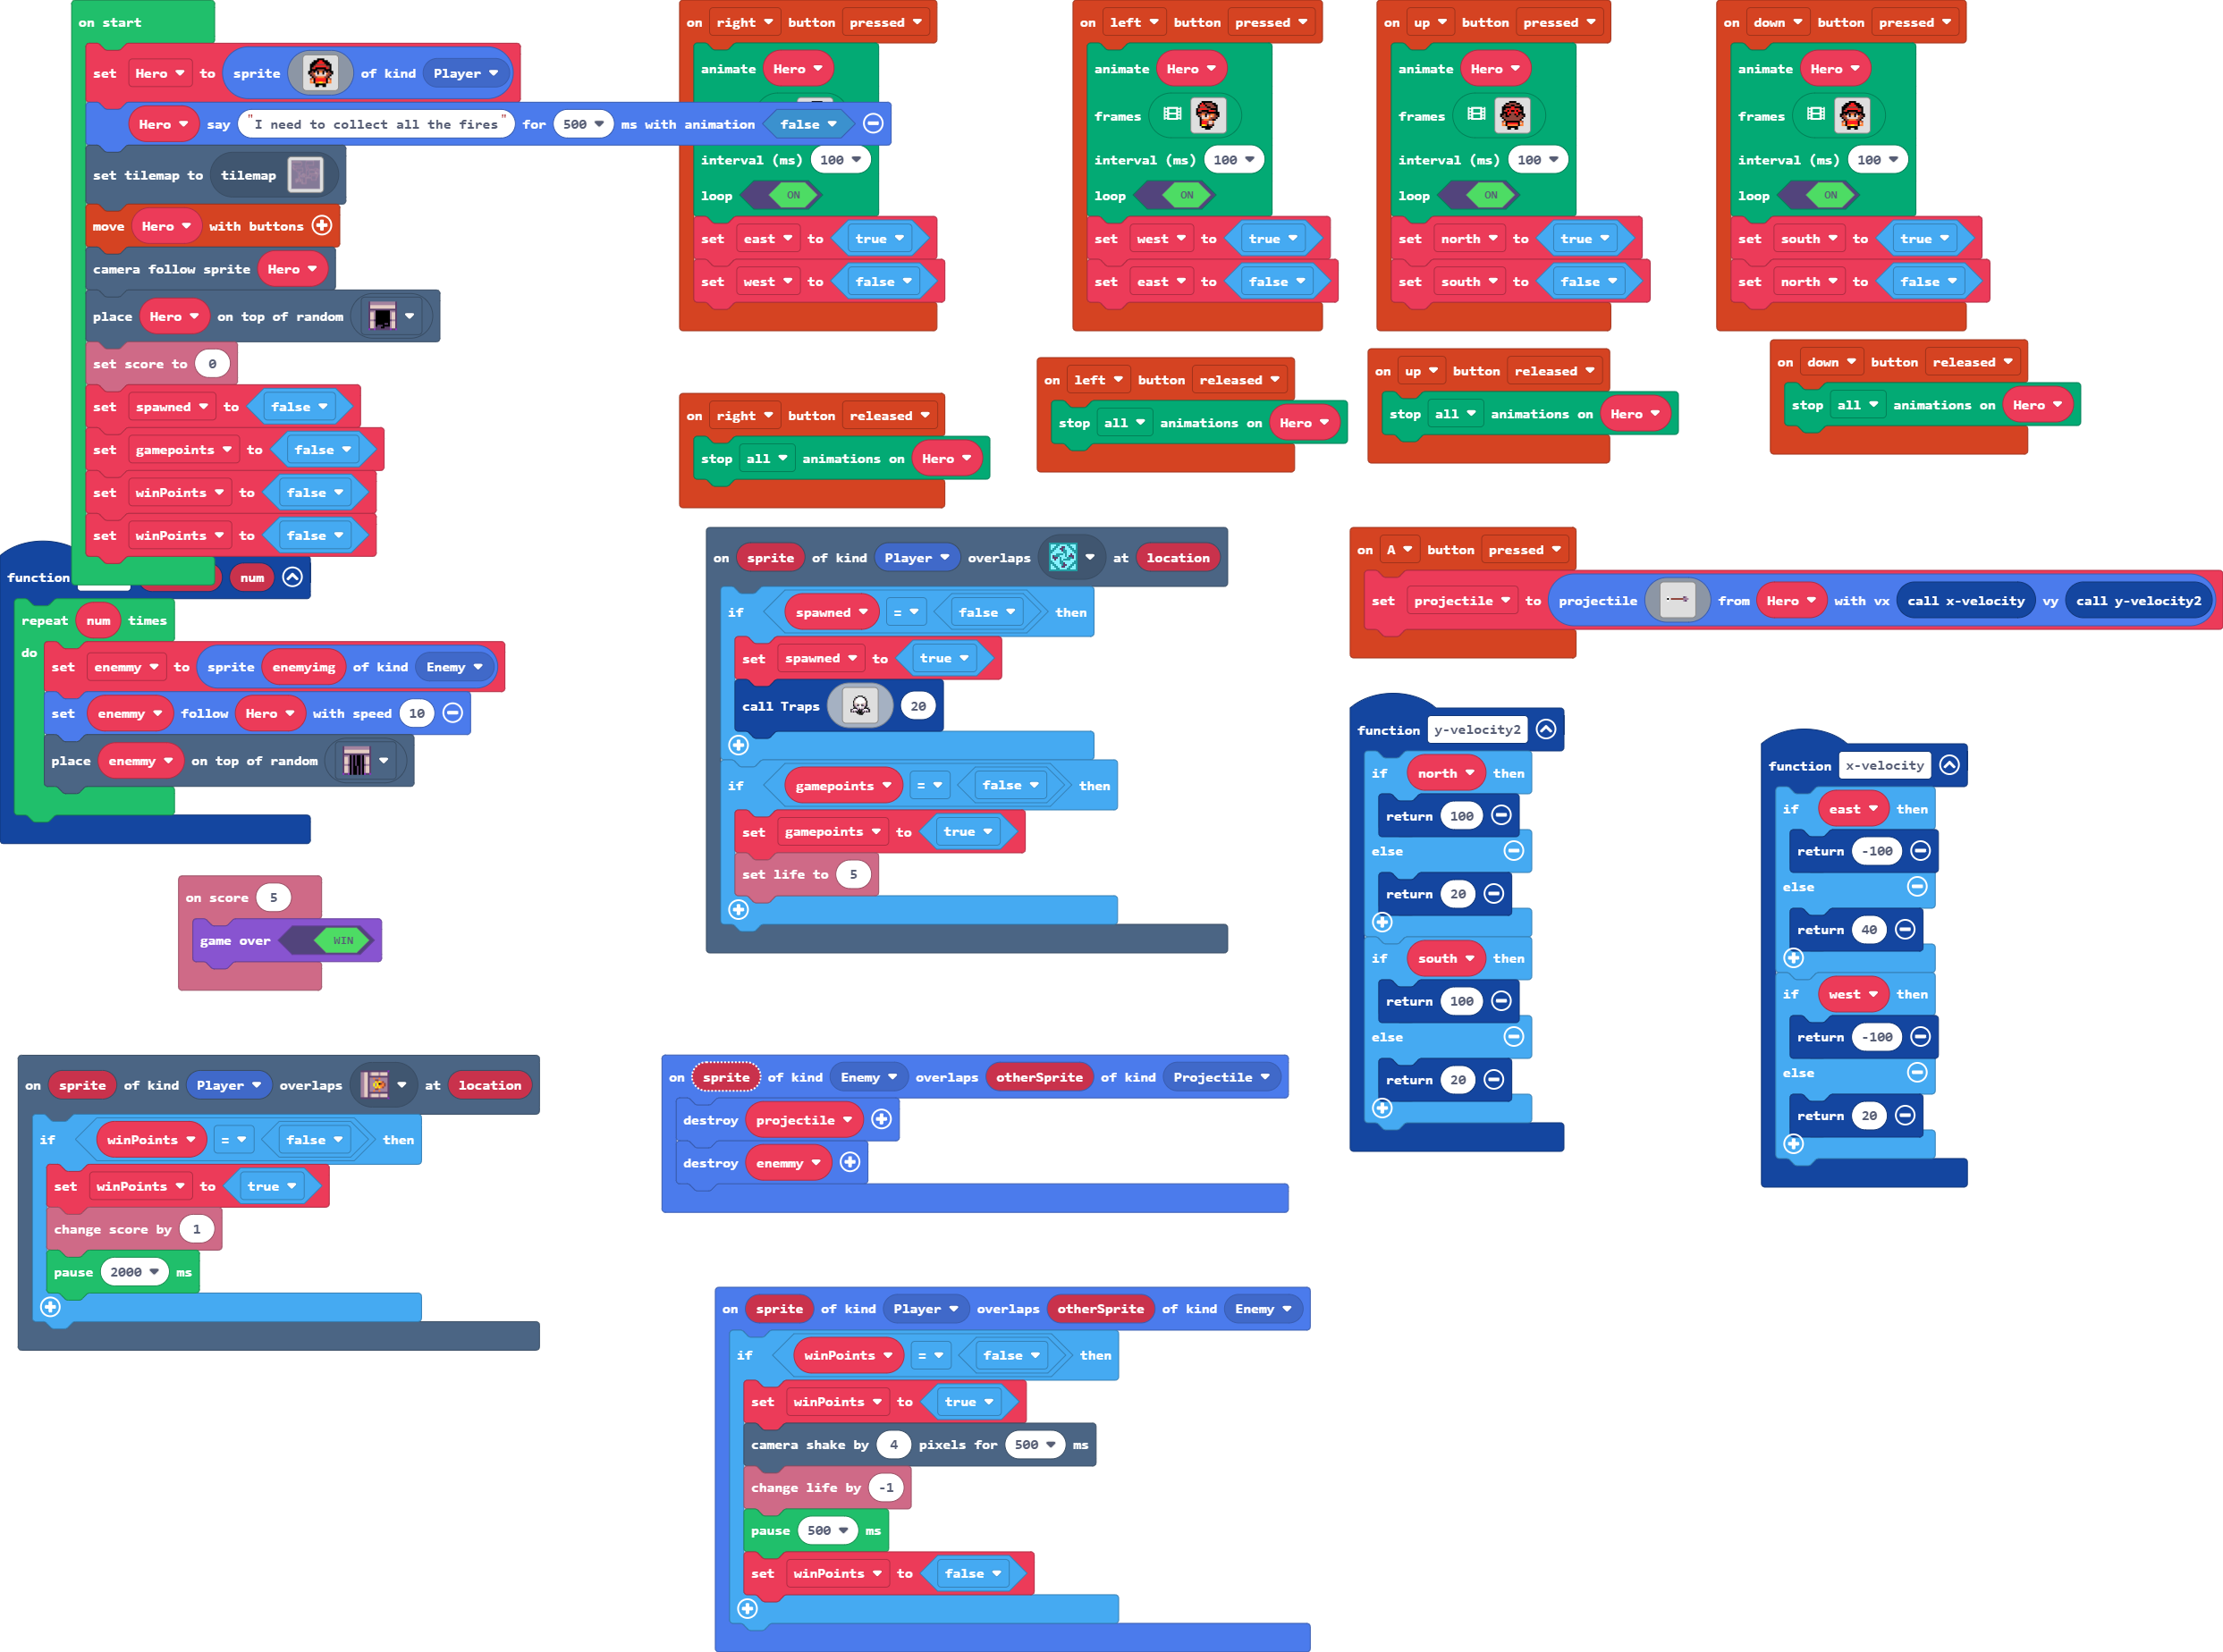 on start
set Hero to sprite of kind Player
Hero say "I need to collect all the fires" for 500 ms with animation false
set tilemap to tilemap
move Hero with buttons
camera follow sprite Hero
place Hero on top of random
set score to 0
set spawned to false
set gamepoints to false
set winPoints to false
set winPoints to false
function num
repeat num times
do
set enemmy to sprite enemyimg of kind Enemy
set enemmy follow Hero with speed 10
place enemmy on top of random
on score 5
game over WIN
on sprite of kind Player overlaps at location
if winPoints = false then
set winPoints to true
change score by 1
pause 2000 ms
on right button pressed
animate Hero
interval (ms) 100
loop ON
set east to true
set west to false
on left button pressed
animate Hero
frames
interval (ms) 100
loop ON
set west to true
set east to false
on up button pressed
animate Hero
frames
interval (ms) 100
loop ON
set north to true
set south to false
on down button pressed
animate Hero
frames
interval (ms) 100
loop ON
set south to true
set north to false
on right button released
stop all animations on Hero
on left button released
stop all animations on Hero
on up button released
stop all animations on Hero
on down button released
stop all animations on Hero
on sprite of kind Player overlaps at location
if spawned = false then
set spawned to true
call Traps 20
if gamepoints = false then
set gamepoints to true
set life to 5
on A button pressed
set projectile to projectile from Hero with vx call x-velocity vy call y-velocity2
function y-velocity2
if north then
return 100
else
return 20
if south then
return 100
else
return 20
function x-velocity
if east then
return -100
else
return 40
if west then
return -100
else
return 20
on sprite of kind Enemy overlaps otherSprite of kind Projectile
destroy projectile
destroy enemmy
on sprite of kind Player overlaps otherSprite of kind Enemy
if winPoints = false then
set winPoints to true
camera shake by 4 pixels for 500 ms
change life by -1
pause 500 ms
set winPoints to false